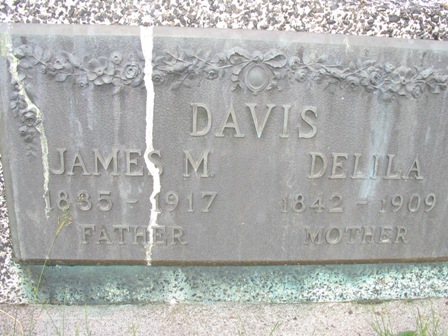 DAVIS
JAMES M. DELILA
1835 - 1917 1842 - 1909
FATHER MOTHER